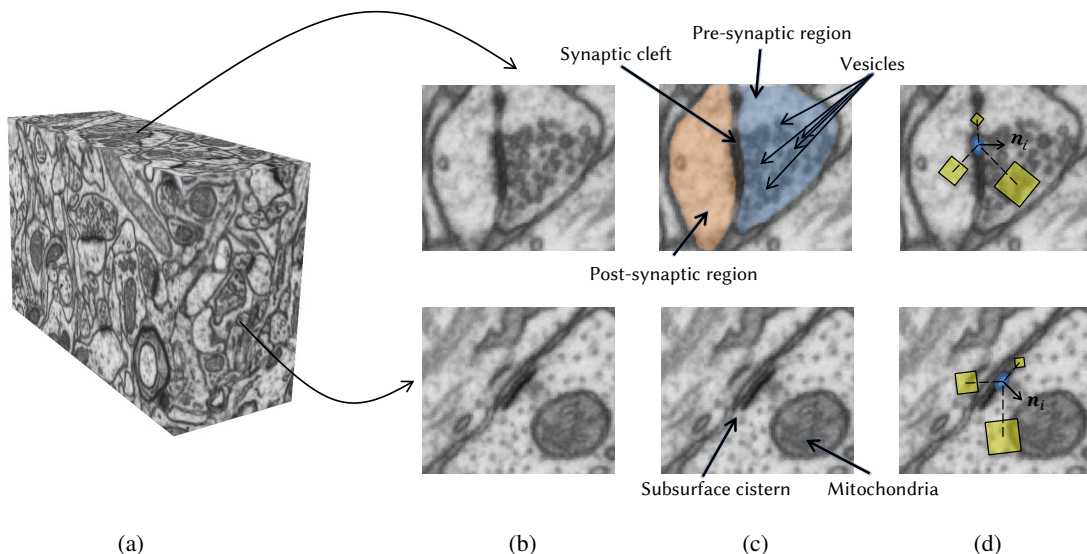 Pre-synaptic region
Synaptic cleft
Vesicles
n_i
Post-synaptic region
n_i
Subsurface cistern
Mitochondria
(a)
(b)
(c)
(d)